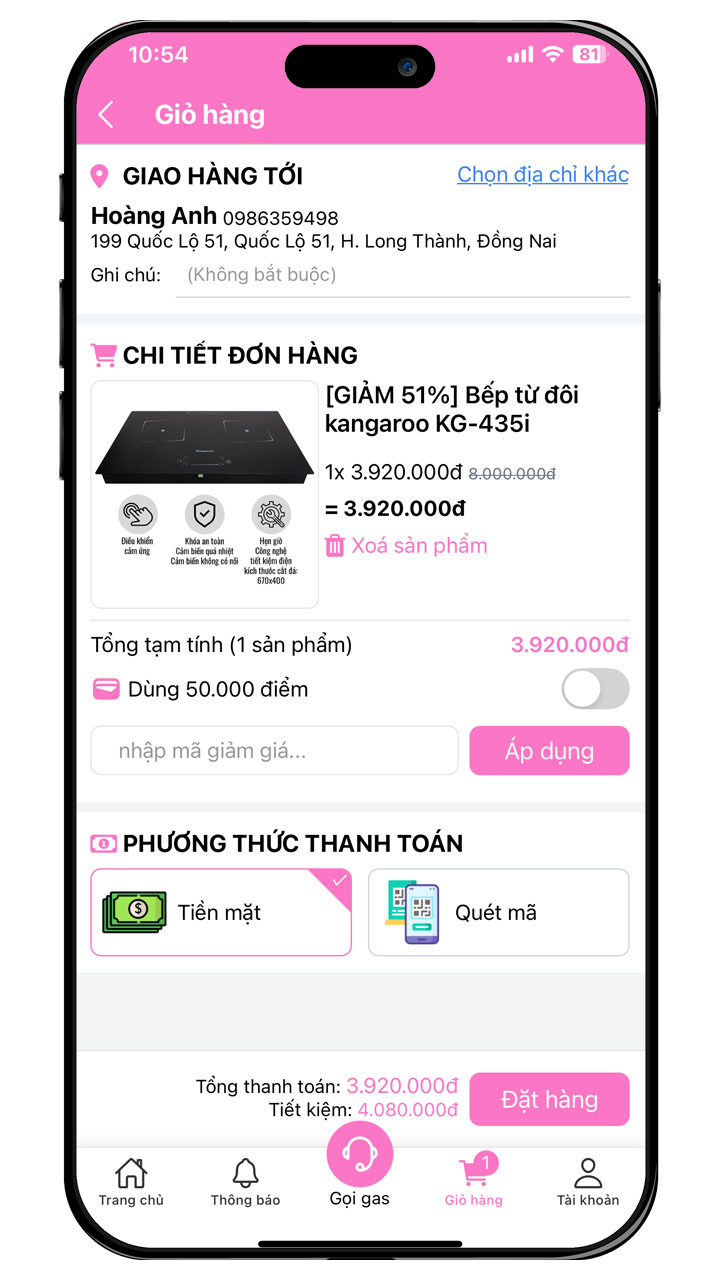 10:54
81
Giỏ hàng
GIAO HÀNG TỚI
Chọn địa chỉ khác
Hoàng Anh 0986359498
199 Quốc Lộ 51, Quốc Lộ 51, H. Long Thành, Đồng Nai
Ghi chú: (Không bắt buộc)
CHI TIẾT ĐƠN HÀNG
[GIẢM 51%] Bếp từ đôi
kangaroo KG-435i
1x 3.920.000đ 8.000.000đ
= 3.920.000đ
Xoá sản phẩm
Điều khiển
cảm ứng
Khóa an toàn
Cảm biến quá nhiệt
Cảm biến không có nồi
Hẹn giờ
Công nghệ
tiết kiệm điện
kích thước cắt đá:
670x400
Tổng tạm tính (1 sản phẩm) 3.920.000đ
Dùng 50.000 điểm
nhập mã giảm giá...
Áp dụng
PHƯƠNG THỨC THANH TOÁN
Tiền mặt
Quét mã
Tổng thanh toán: 3.920.000đ
Tiết kiệm: 4.080.000đ
Đặt hàng
Trang chủ
Thông báo
Gọi gas
1
Giỏ hàng
Tài khoản